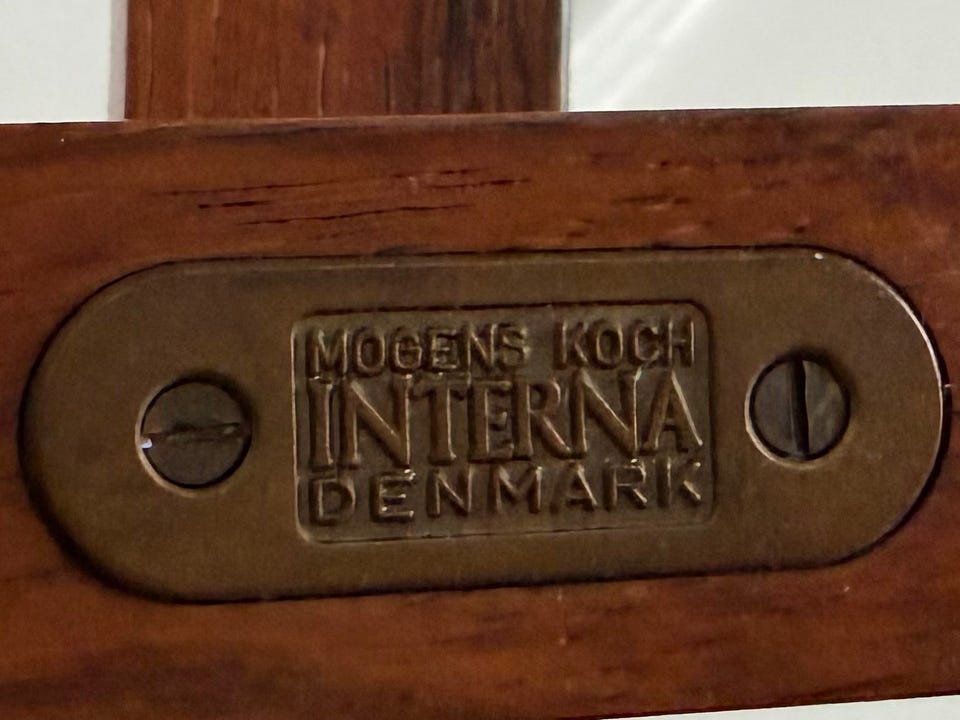 MOGENS KOCH
INTERNA
DENMARK